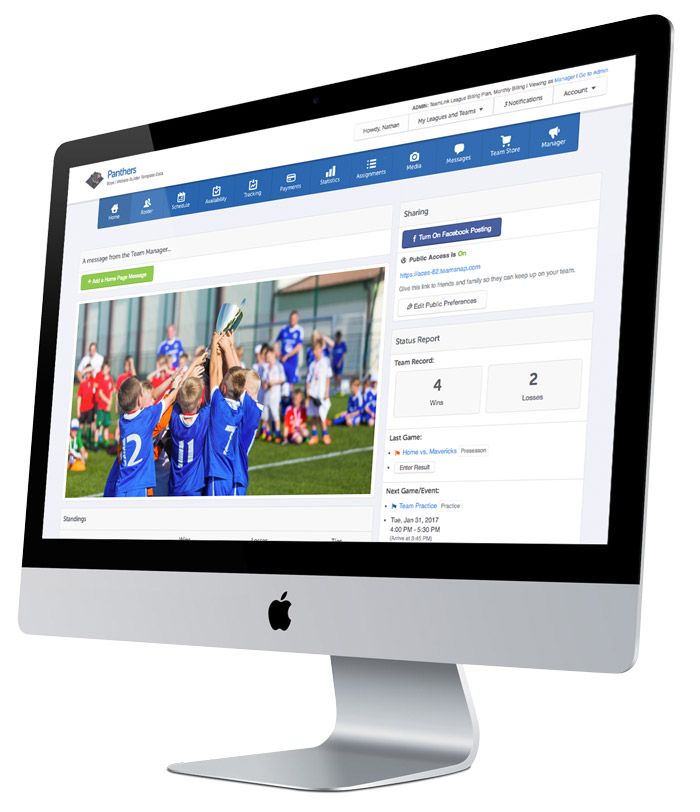 ADMIN: TeamLink League Billing Plan, Monthly Billing | Viewing as Manager | Go to Admin
Howdy, Nathan
My Leagues and Teams
3 Notifications
Account
Panthers
Home
Roster
Schedule
Availability
Tracking
Payments
Statistics
Assignments
Media
Messages
Team Store
Manager
A message from the Team Manager...
+ Add a Home Page Message
12
11
7
Standings
Wins
Losses
Ties
Sharing
f Turn On Facebook Posting
Public Access is On
https://aces-62.teamsnap.com
Give this link to friends and family so they can keep up on your team.
Edit Public Preferences
Status Report
Team Record:
4
Wins
2
Losses
Last Game:
Home vs. Mavericks Preseason
Enter Result
Next Game/Event:
Team Practice Practice
Tue, Jan 31, 2017
4:00 PM - 5:30 PM
(Arrive at 3:45 PM)